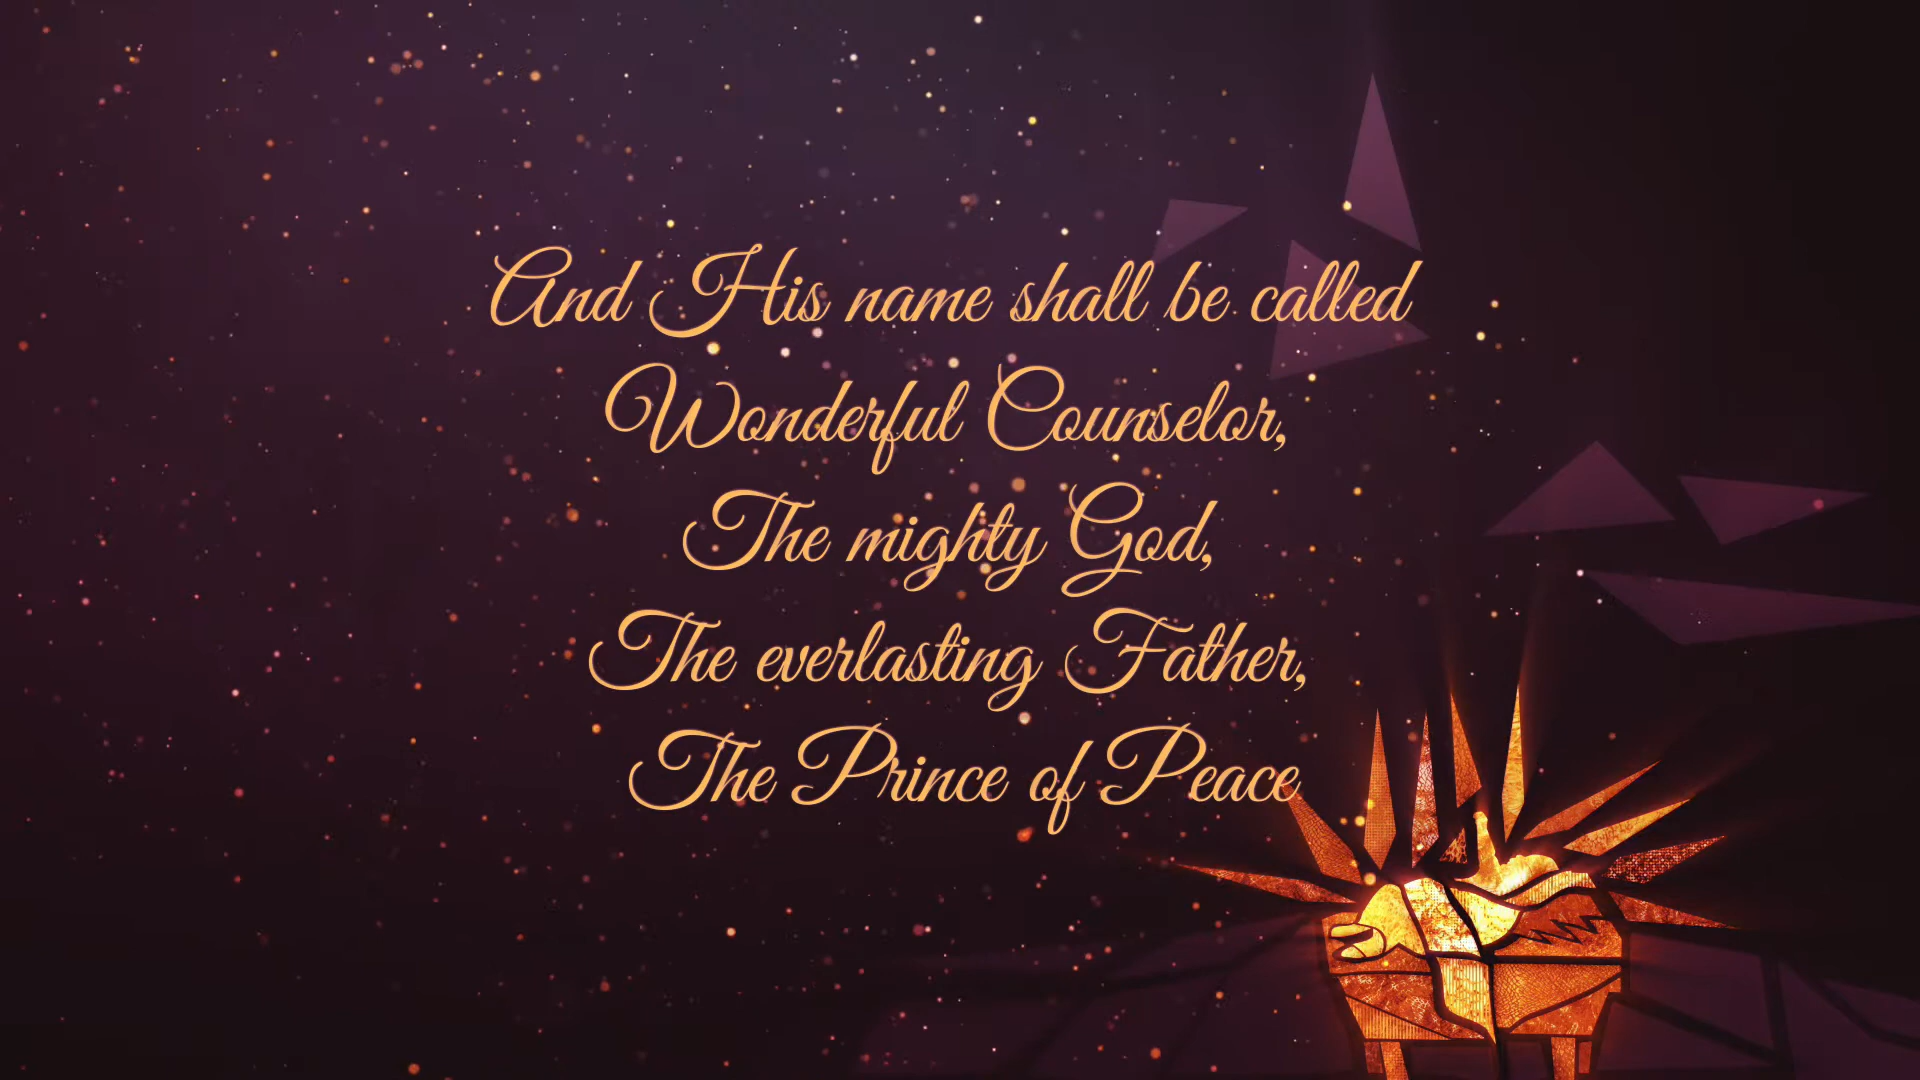 And His name shall be called
Wonderful Counselor,
The mighty God,
The everlasting Father,
The Prince of Peace